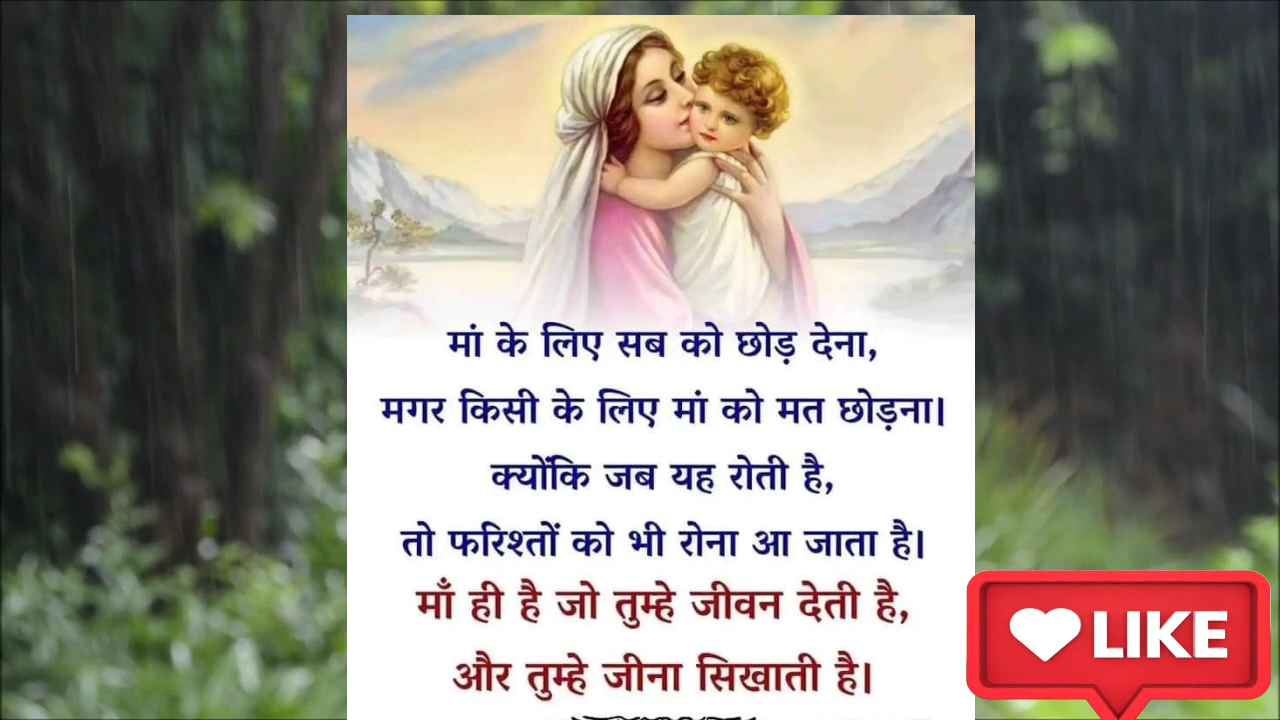 मां के लिए सब को छोड़ देना,
मगर किसी के लिए मां को मत छोड़ना।
क्योंकि जब यह रोती है,
तो फरिश्तों को भी रोना आ जाता है।
माँ ही है जो तुम्हे जीवन देती है,
और तुम्हे जीना सिखाती है।
LIKE